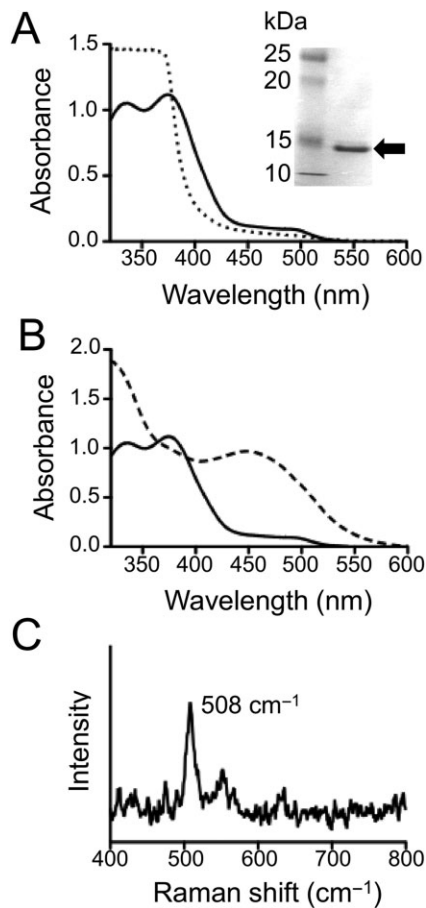 A
kDa
1.5
1.0
0.5
0.0
25
20
15
10
Absorbance
350 400 450 500 550 600
Wavelength (nm)
B
2.0
1.5
1.0
0.5
0.0
Absorbance
350 400 450 500 550 600
Wavelength (nm)
C
508 cm⁻¹
Intensity
400 500 600 700 800
Raman shift (cm⁻¹)